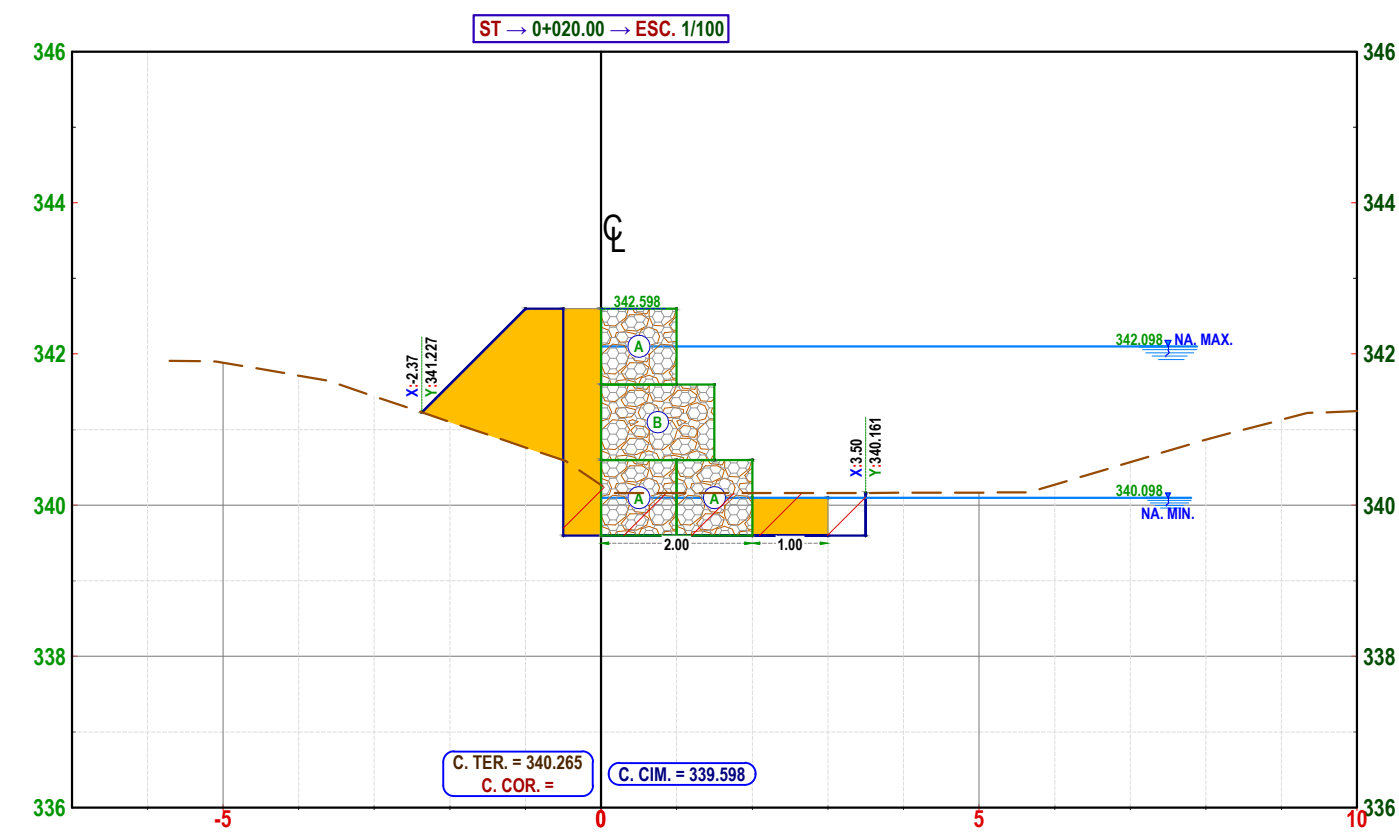 ST → 0+020.00 → ESC. 1/100
346
346
344
344
℄
342.598
A
342.098
NA. MAX.
342
342
X:-2.37
Y:341.227
B
X:3.50
Y:340.161
A
A
340.098
340
340
NA. MIN.
2.00
1.00
338
338
C. TER. = 340.265
C. COR. =
C. CIM. = 339.598
336
336
-5
0
5
10